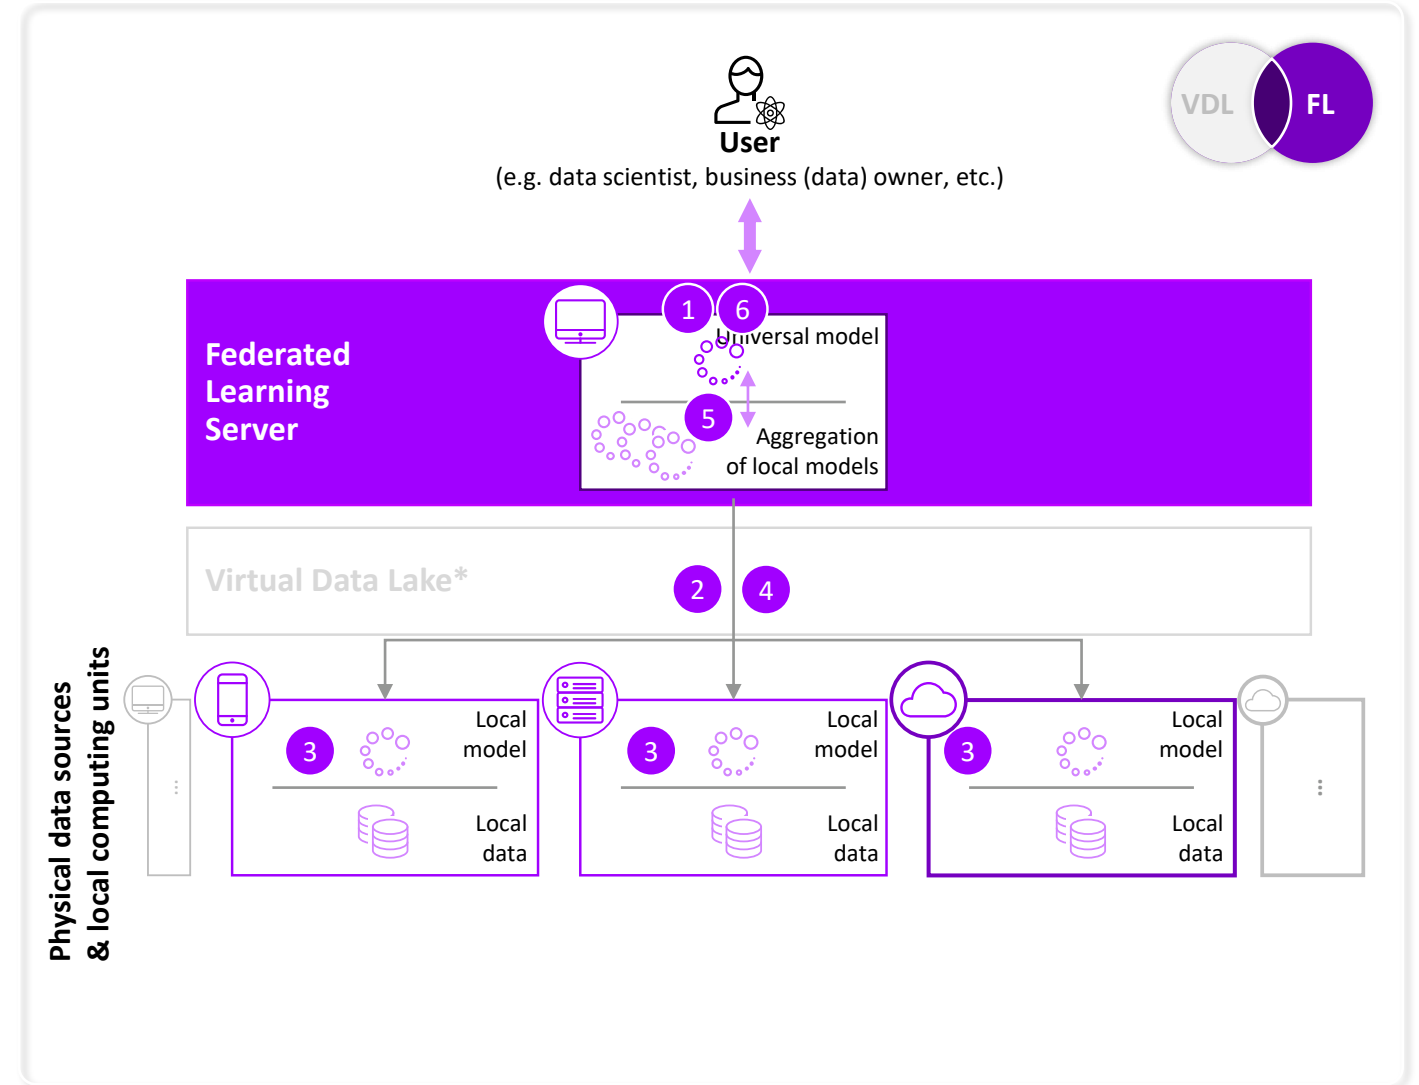 VDL
FL
User
(e.g. data scientist, business (data) owner, etc.)
1
6
Universal model
Federated
Learning
Server
5
Aggregation
of local models
Virtual Data Lake*
2
4
Physical data sources
& local computing units
...
3
Local
model
Local
data
3
Local
model
Local
data
3
Local
model
Local
data
...